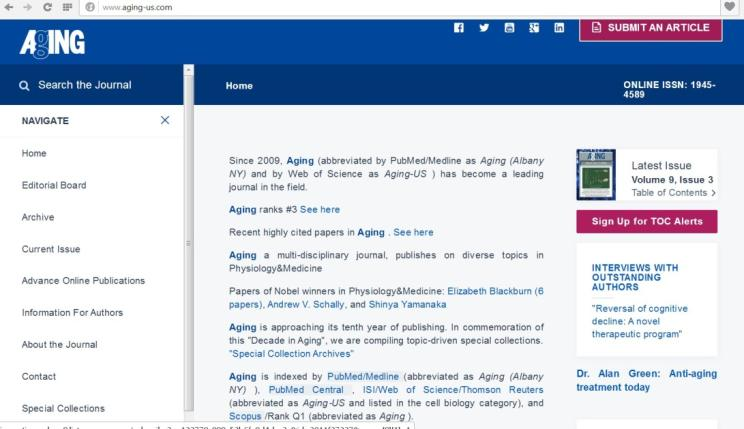 www.aging-us.com
AgING
SUBMIT AN ARTICLE
Search the Journal
Home
ONLINE ISSN: 1945-
4589
NAVIGATE
Home
Editorial Board
Archive
Current Issue
Advance Online Publications
Information For Authors
About the Journal
Contact
Special Collections
Since 2009, Aging (abbreviated by PubMed/Medline as Aging (Albany
NY) and by Web of Science as Aging-US ) has become a leading
journal in the field.
Aging ranks #3 See here
Recent highly cited papers in Aging . See here
Aging a multi-disciplinary journal, publishes on diverse topics in
Physiology&Medicine
Papers of Nobel winners in Physiology&Medicine: Elizabeth Blackburn (6
papers), Andrew V. Schally, and Shinya Yamanaka
Aging is approaching its tenth year of publishing. In commemoration of
this "Decade in Aging", we are compiling topic-driven special collections.
"Special Collection Archives"
Aging is indexed by PubMed/Medline (abbreviated as Aging (Albany
NY) ), PubMed Central , ISI/Web of Science/Thomson Reuters
(abbreviated as Aging-US and listed in the cell biology category), and
Scopus /Rank Q1 (abbreviated as Aging ).
Latest Issue
Volume 9, Issue 3
Table of Contents
Sign Up for TOC Alerts
INTERVIEWS WITH
OUTSTANDING
AUTHORS
"Reversal of cognitive
decline: A novel
therapeutic program"
Dr. Alan Green: Anti-aging
treatment today